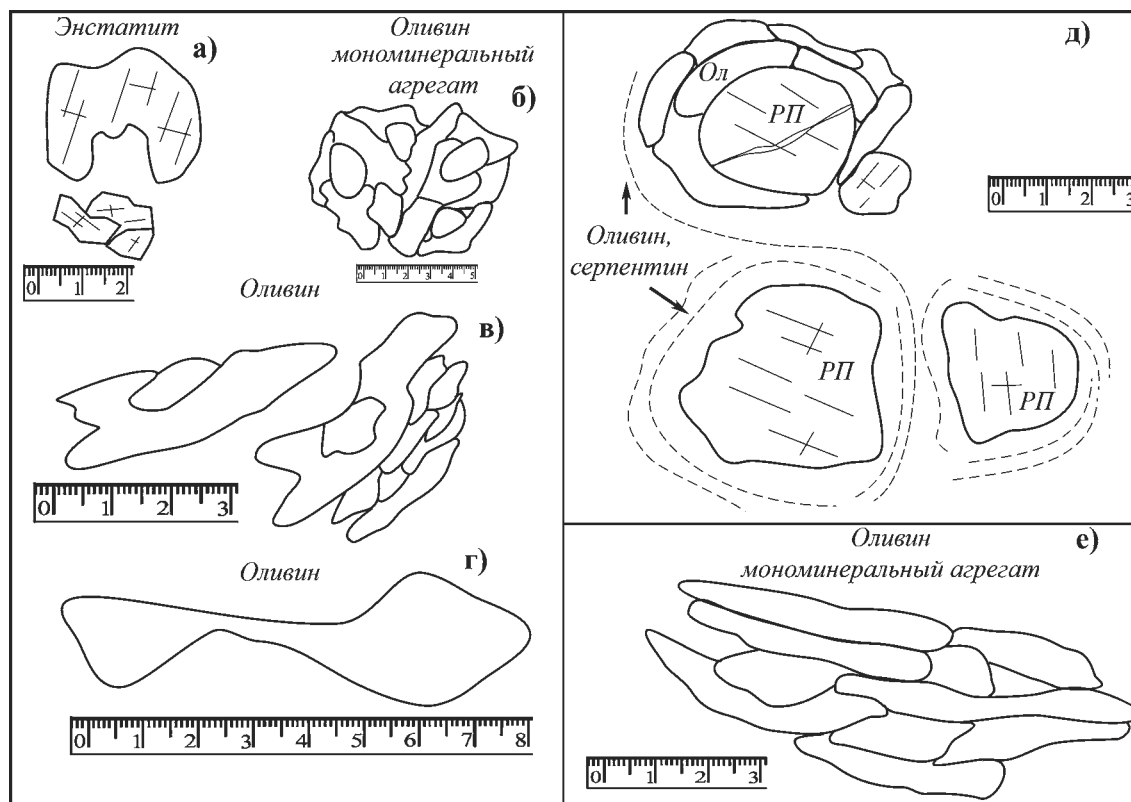 Энстатит
а)
0 1 2
Оливин
мономинеральный
агрегат
б)
0 1 2 3 4 5
Оливин
в)
0 1 2 3
Оливин
г)
0 1 2 3 4 5 6 7 8
д)
Ол
РП
0 1 2 3
Оливин,
серпентин
РП
РП
Оливин
мономинеральный агрегат
е)
0 1 2 3